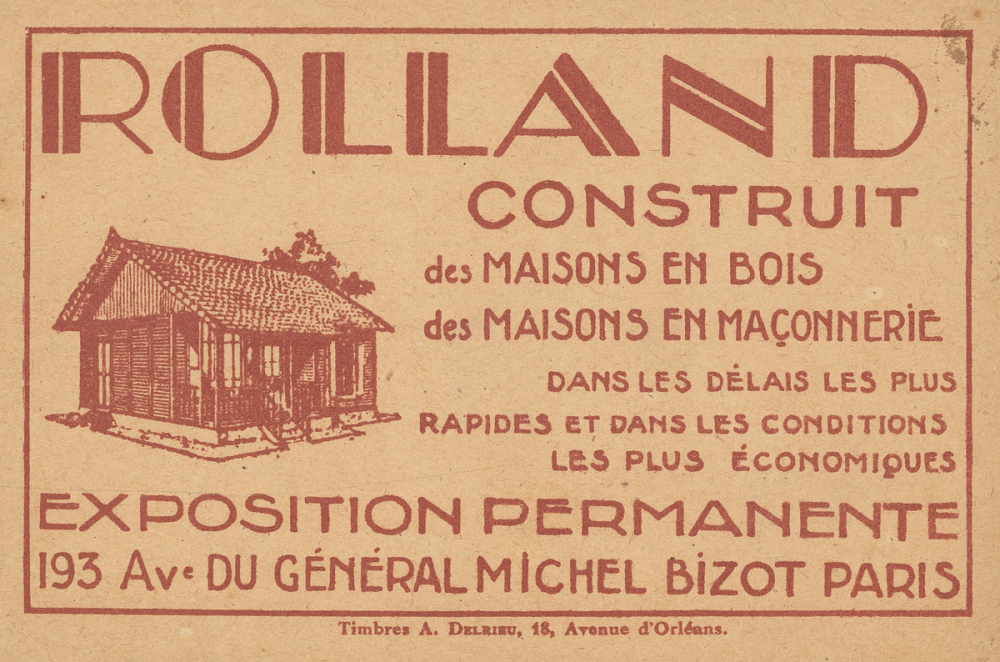 ROLLAND
CONSTRUIT
des MAISONS EN BOIS
des MAISONS EN MAÇONNERIE
DANS LES DÉLAIS LES PLUS
RAPIDES ET DANS LES CONDITIONS
LES PLUS ÉCONOMIQUES
EXPOSITION PERMANENTE
193 Ave DU GÉNÉRAL MICHEL BIZOT PARIS
Timbres A. DELRIEU, 18, Avenue d'Orléans.